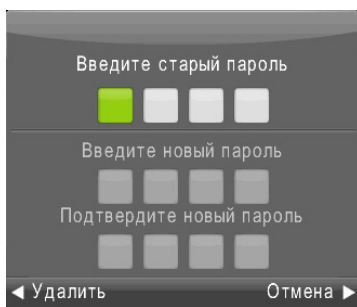 Введите старый пароль
Введите новый пароль
Подтвердите новый пароль
◀ Удалить Отмена ▶